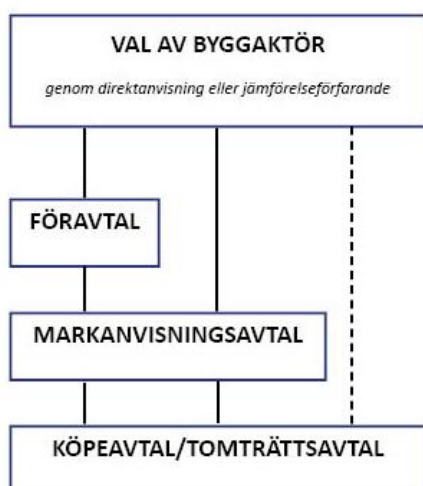 VAL AV BYGGAKTÖR
genom direktanvisning eller jämförelseförfarande
FÖRAVTAL
MARKANVISNINGSAVTAL
KÖPEAVTAL/TOMTRÄTTSAVTAL